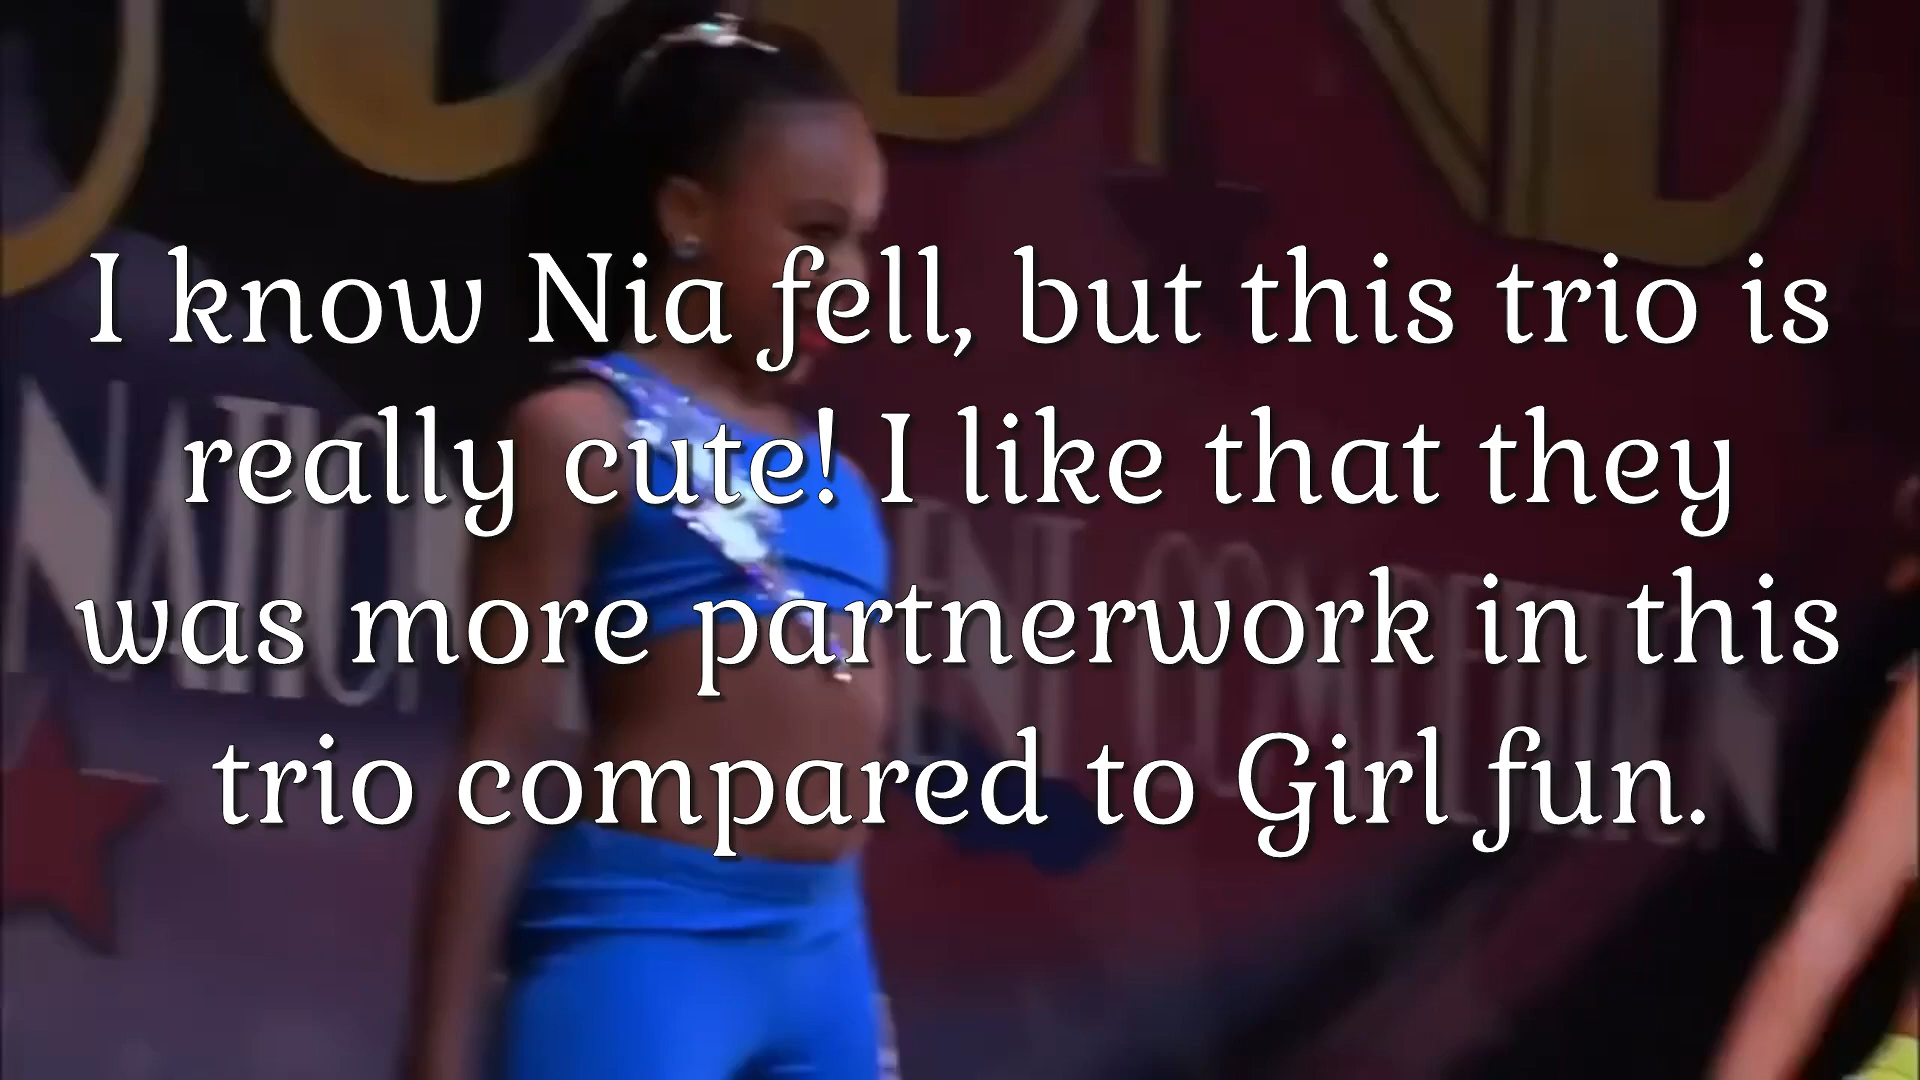 I know Nia fell, but this trio is
really cute! I like that they
was more partnerwork in this
trio compared to Girl fun.